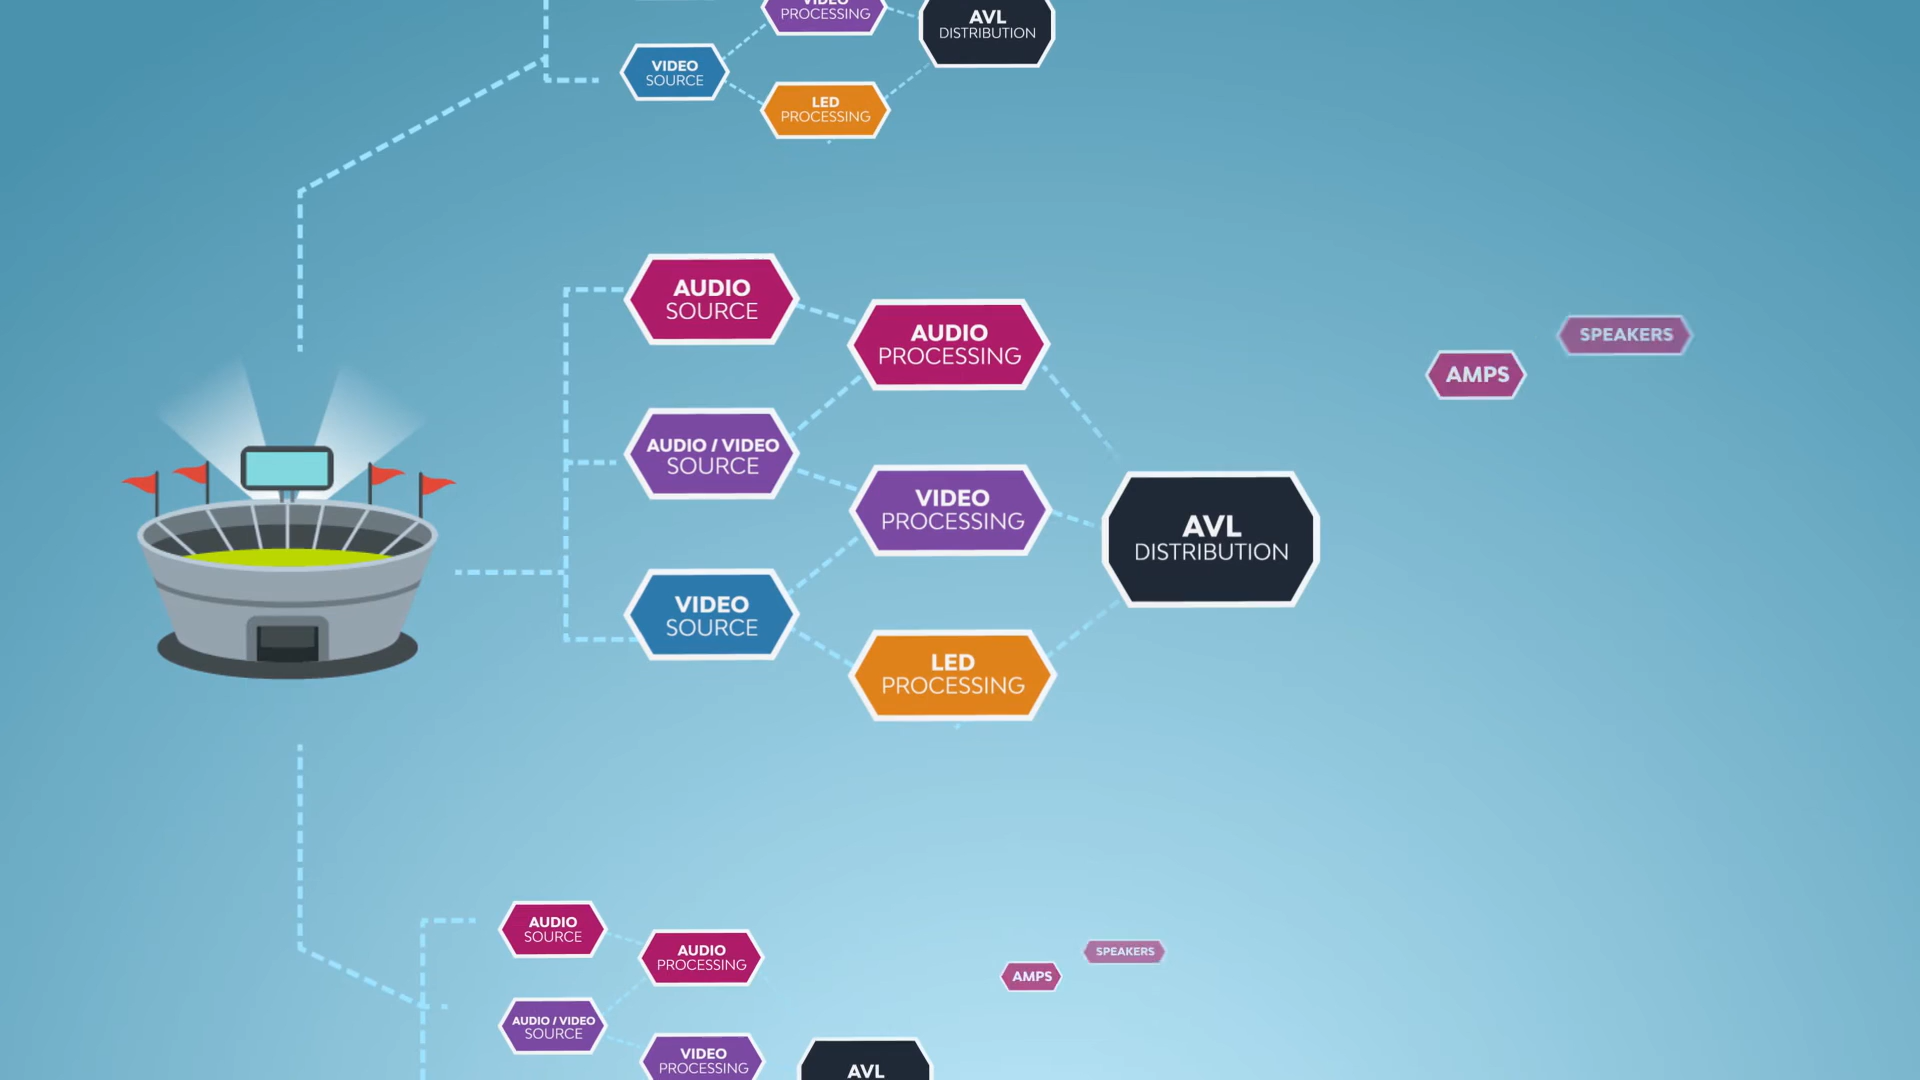 VIDEO
PROCESSING
AVL
DISTRIBUTION
VIDEO
SOURCE
LED
PROCESSING
AUDIO
SOURCE
AUDIO
PROCESSING
SPEAKERS
AMPS
AUDIO / VIDEO
SOURCE
VIDEO
PROCESSING
AVL
DISTRIBUTION
VIDEO
SOURCE
LED
PROCESSING
AUDIO
SOURCE
AUDIO
PROCESSING
SPEAKERS
AMPS
AUDIO / VIDEO
SOURCE
VIDEO
PROCESSING
AVL